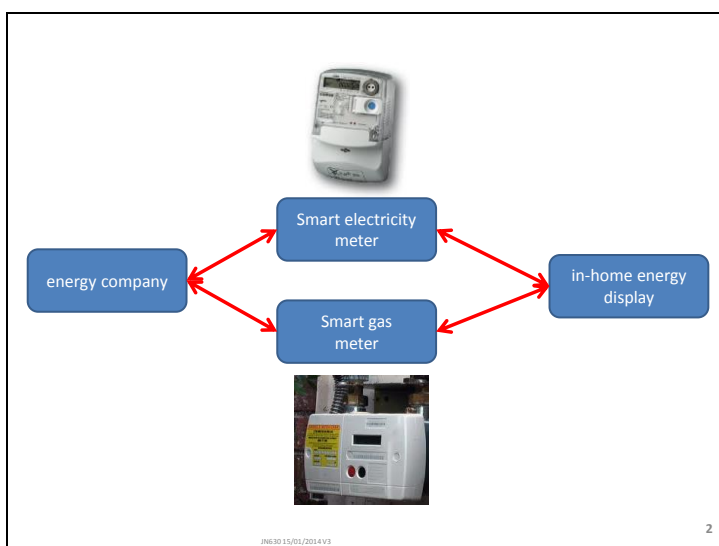 Smart electricity
meter
energy company
in-home energy
display
Smart gas
meter
2
JN630 15/01/2014 V3